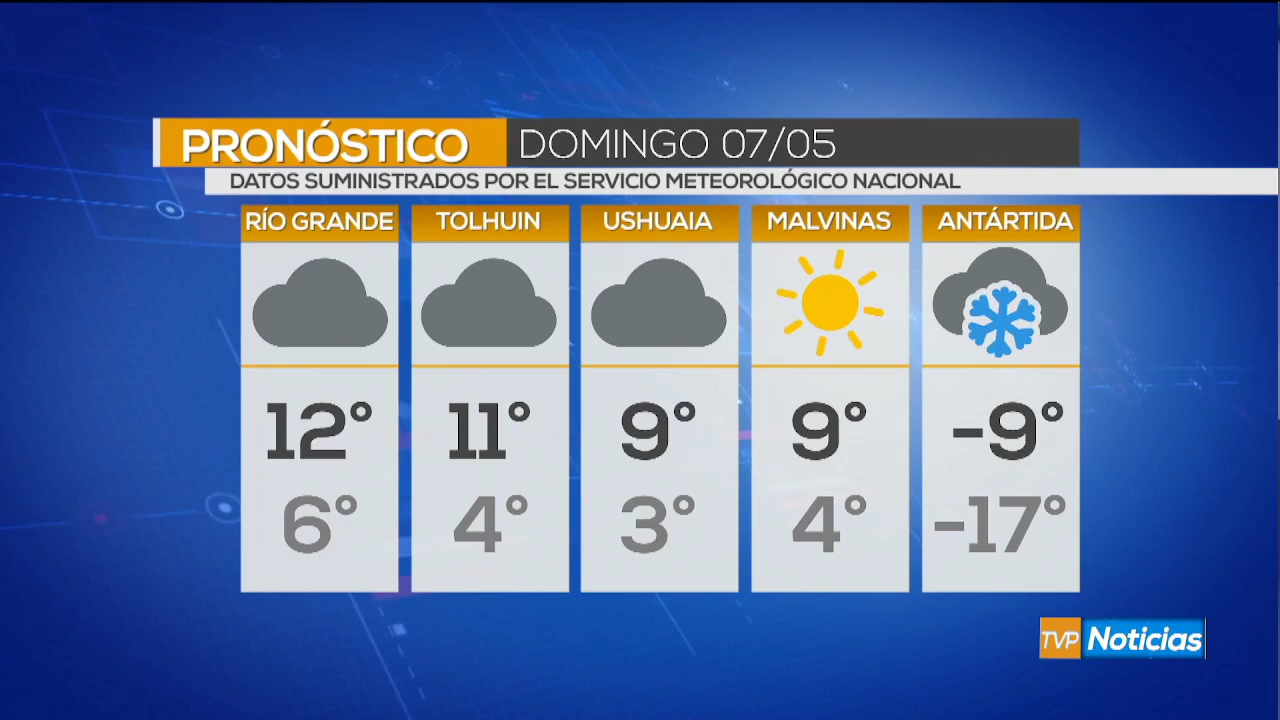 PRONÓSTICO DOMINGO 07/05
DATOS SUMINISTRADOS POR EL SERVICIO METEOROLÓGICO NACIONAL
RÍO GRANDE TOLHUIN USHUAIA MALVINAS ANTÁRTIDA
12° 11° 9° 9° -9°
6° 4° 3° 4° -17°
TVP Noticias